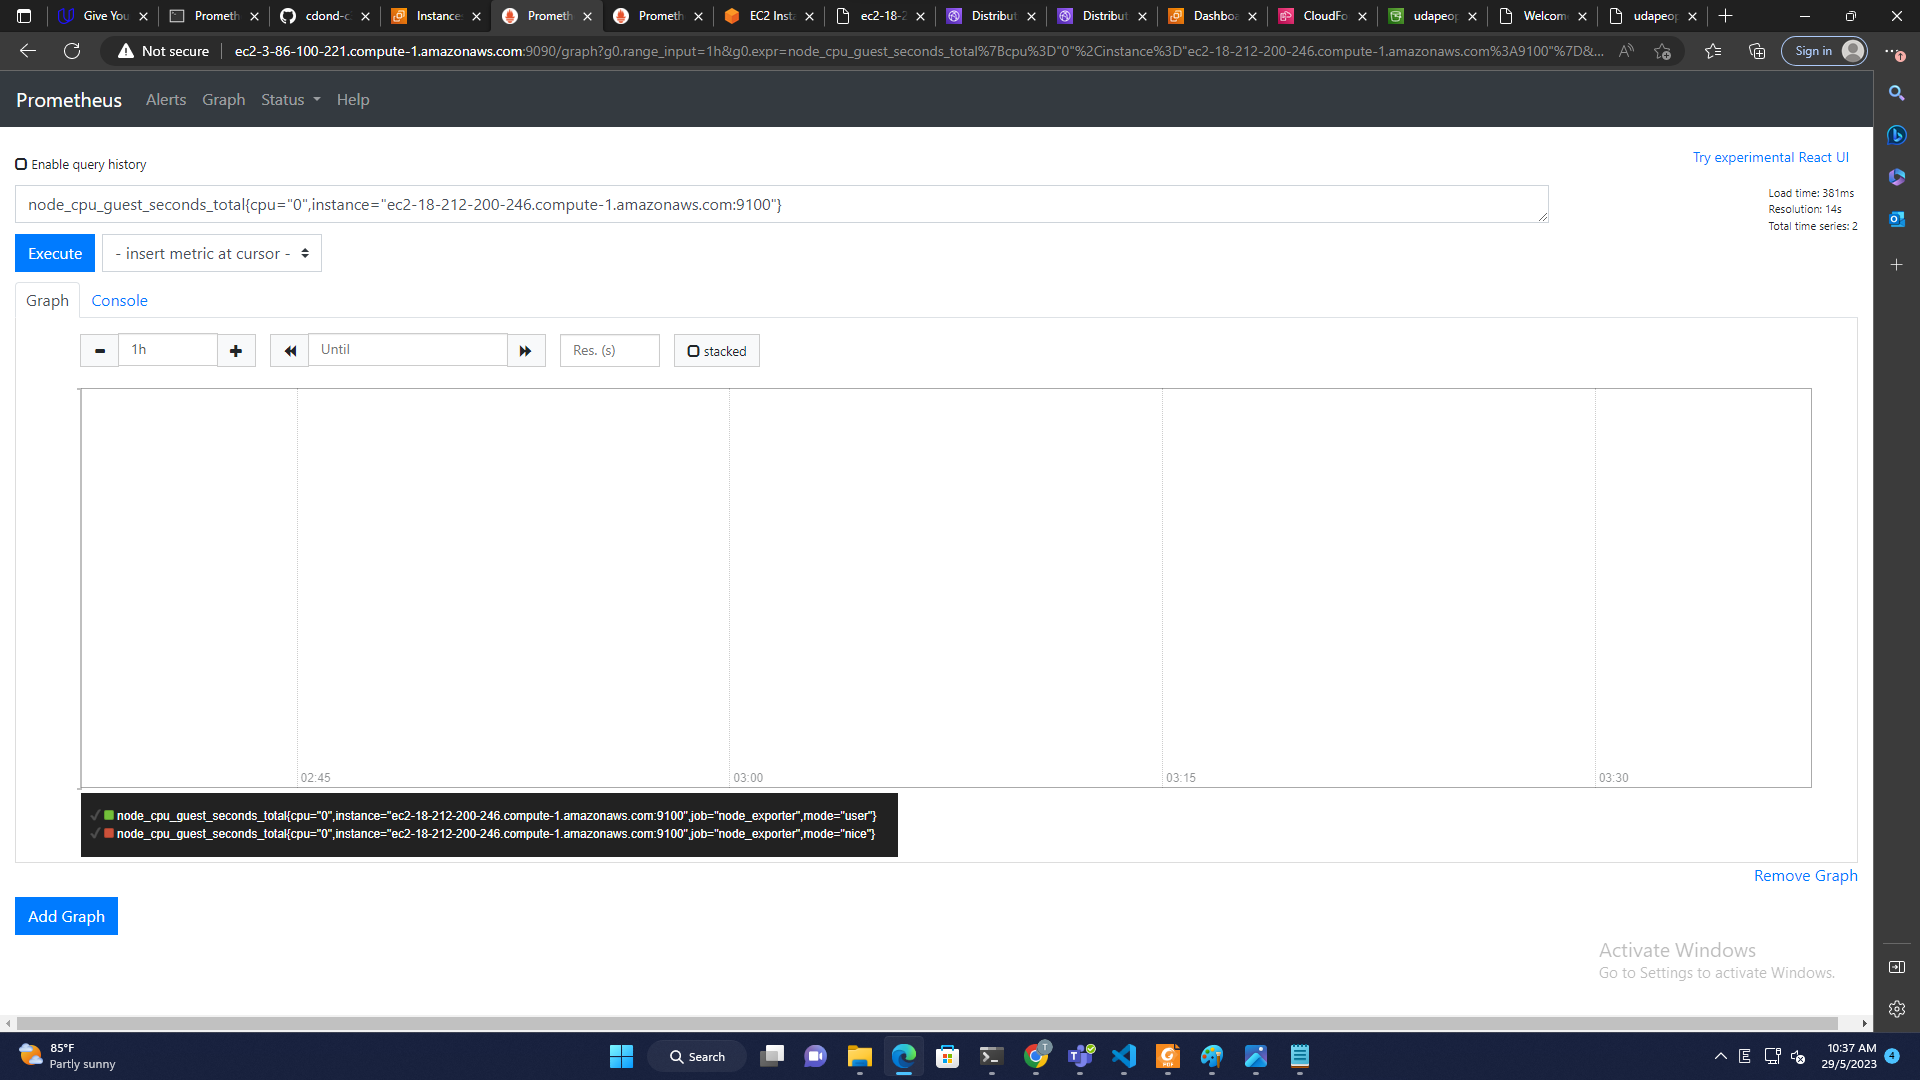 Give You
Prometh
cdond-c
Instance
Prometh
Prometh
EC2 Inst
ec2-18-2
Distribut
Distribut
Dashboa
CloudFo
udapeop
Welcom
udapeop
Not secure
ec2-3-86-100-221.compute-1.amazonaws.com:9090/graph?g0.range_input=1h&g0.expr=node_cpu_guest_seconds_total%7Bcpu%3D"0"%2Cinstance%3D"ec2-18-212-200-246.compute-1.amazonaws.com%3A9100"%7D&...
Sign in
Prometheus Alerts Graph Status Help
Enable query history
Try experimental React UI
node_cpu_guest_seconds_total{cpu="0",instance="ec2-18-212-200-246.compute-1.amazonaws.com:9100"}
Load time: 381ms
Resolution: 14s
Total time series: 2
Execute
- insert metric at cursor -
Graph
Console
1h
Until
Res. (s)
stacked
02:45
03:00
03:15
03:30
node_cpu_guest_seconds_total{cpu="0",instance="ec2-18-212-200-246.compute-1.amazonaws.com:9100",job="node_exporter",mode="user"}
node_cpu_guest_seconds_total{cpu="0",instance="ec2-18-212-200-246.compute-1.amazonaws.com:9100",job="node_exporter",mode="nice"}
Remove Graph
Add Graph
Activate Windows
Go to Settings to activate Windows.
85°F
Partly sunny
Search
T
E
10:37 AM
29/5/2023
4